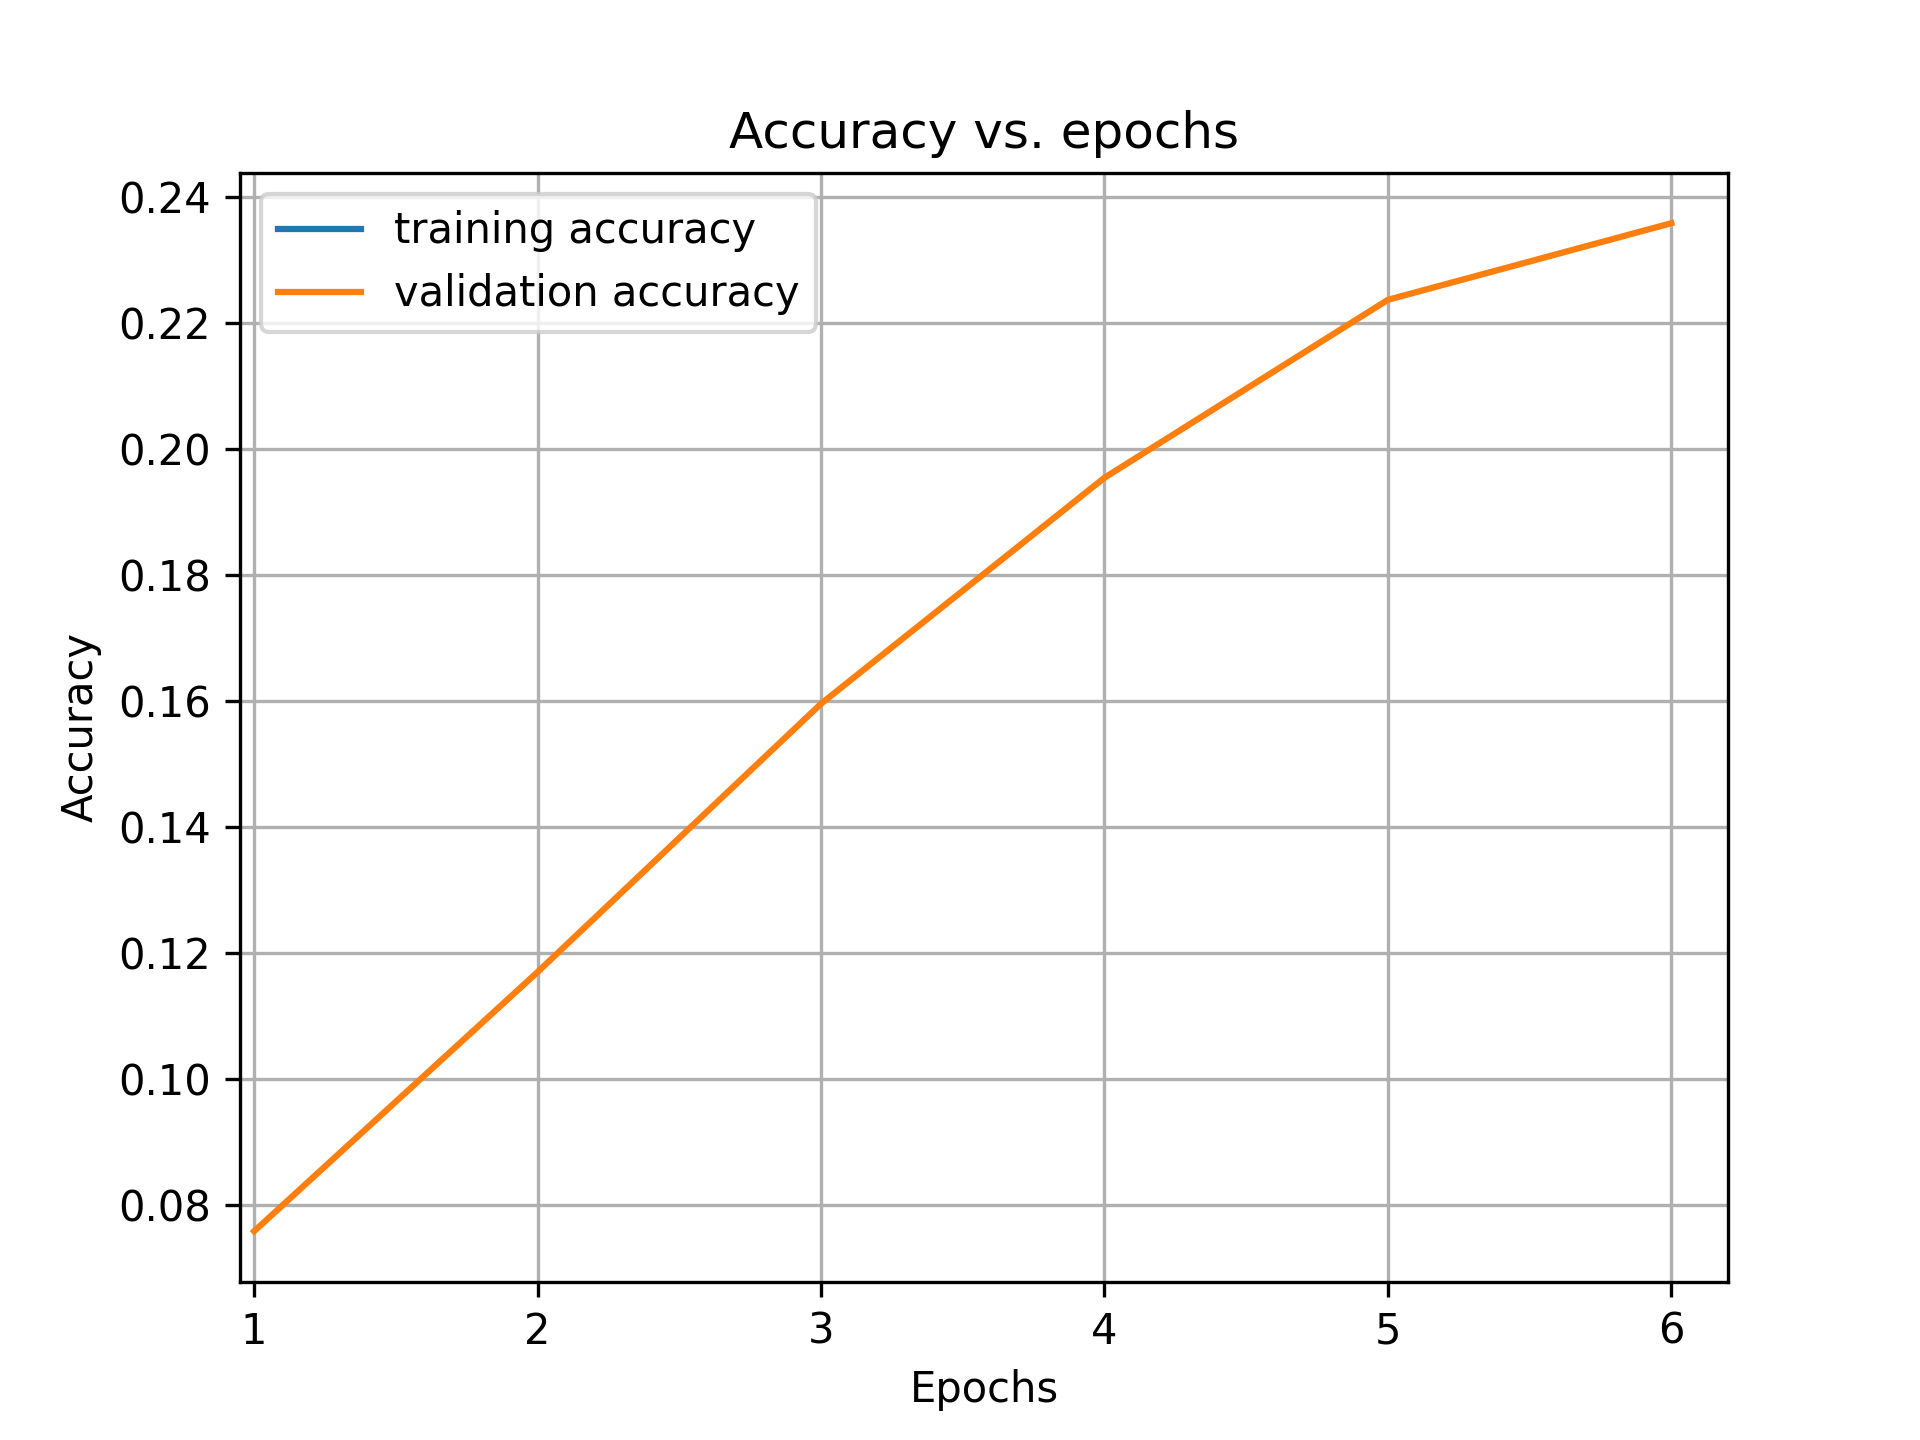 Accuracy vs. epochs
training accuracy
validation accuracy
0.24
0.22
0.20
0.18
0.16
0.14
0.12
0.10
0.08
Accuracy
1 2 3 4 5 6
Epochs